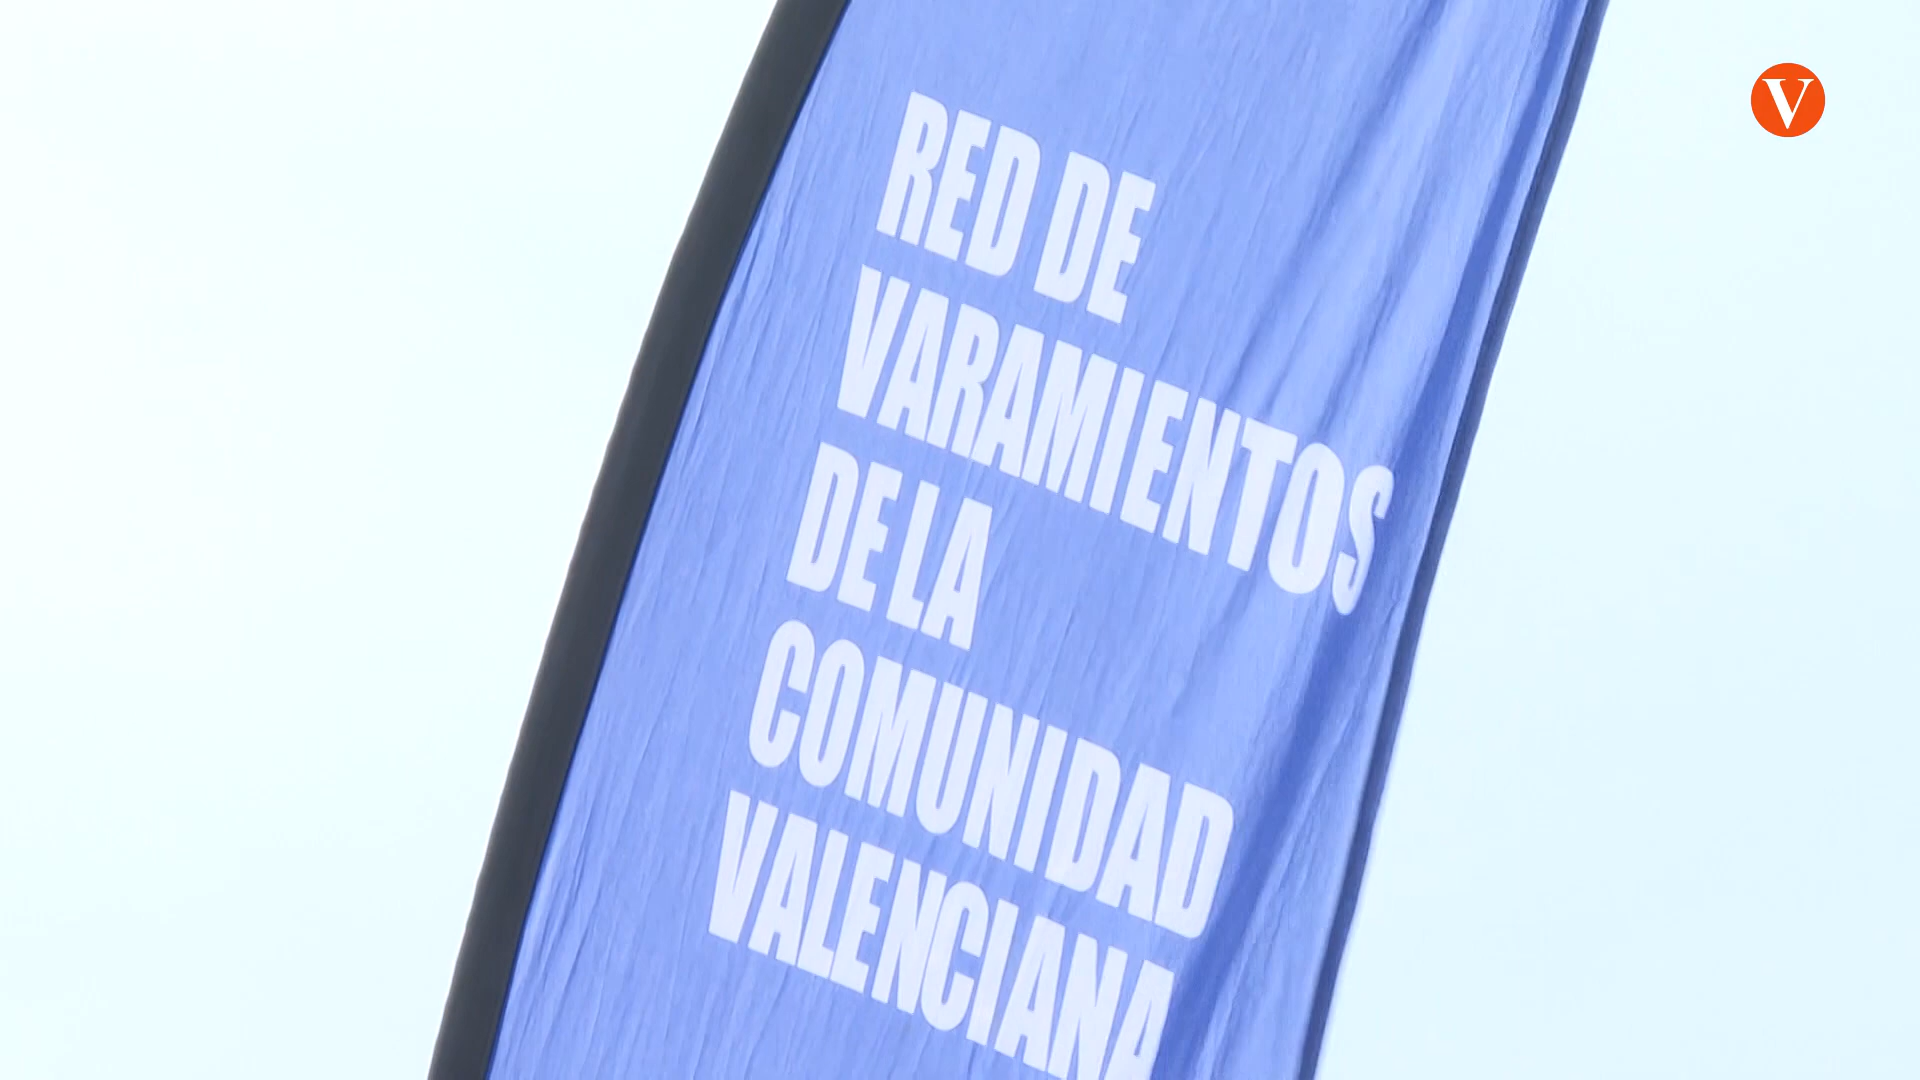 RED DE
VARAMIENTOS
DE LA
COMUNIDAD
VALENCIANA
V